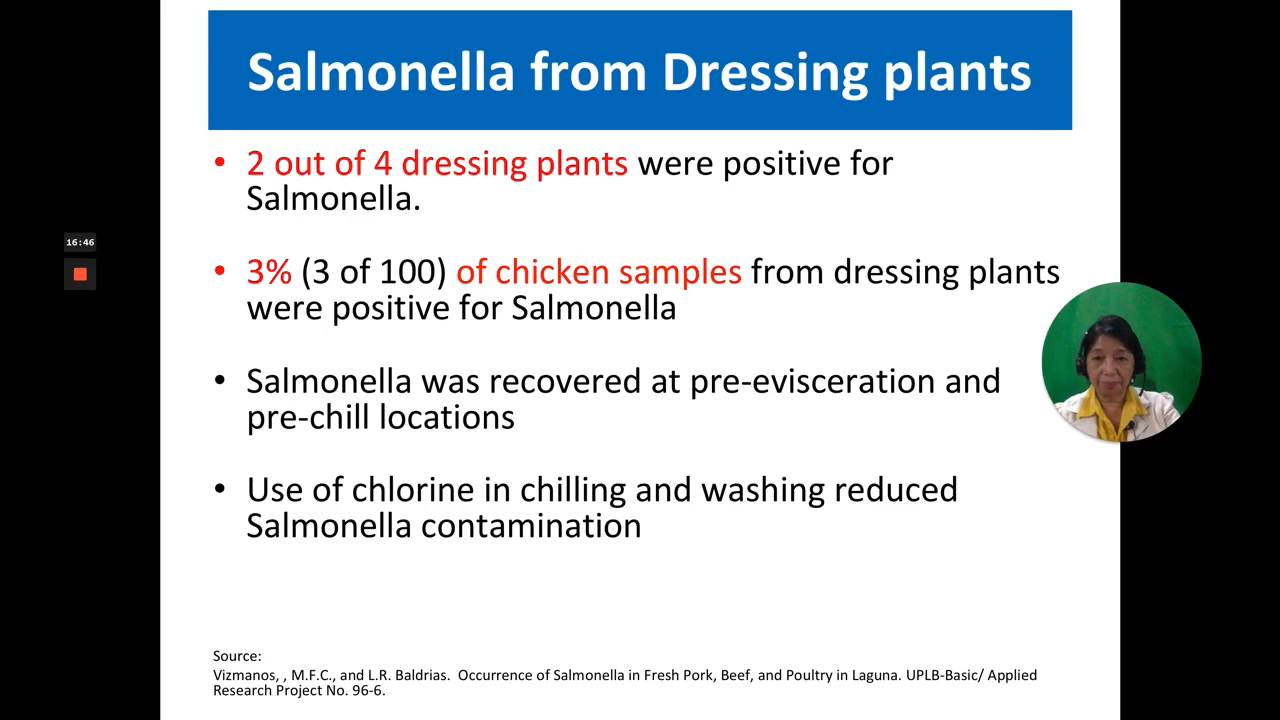 Salmonella from Dressing plants
• 2 out of 4 dressing plants were positive for
Salmonella.
16:46
• 3% (3 of 100) of chicken samples from dressing plants
were positive for Salmonella
• Salmonella was recovered at pre-evisceration and
pre-chill locations
• Use of chlorine in chilling and washing reduced
Salmonella contamination
Source:
Vizmanos, , M.F.C., and L.R. Baldrias. Occurrence of Salmonella in Fresh Pork, Beef, and Poultry in Laguna. UPLB-Basic/ Applied
Research Project No. 96-6.